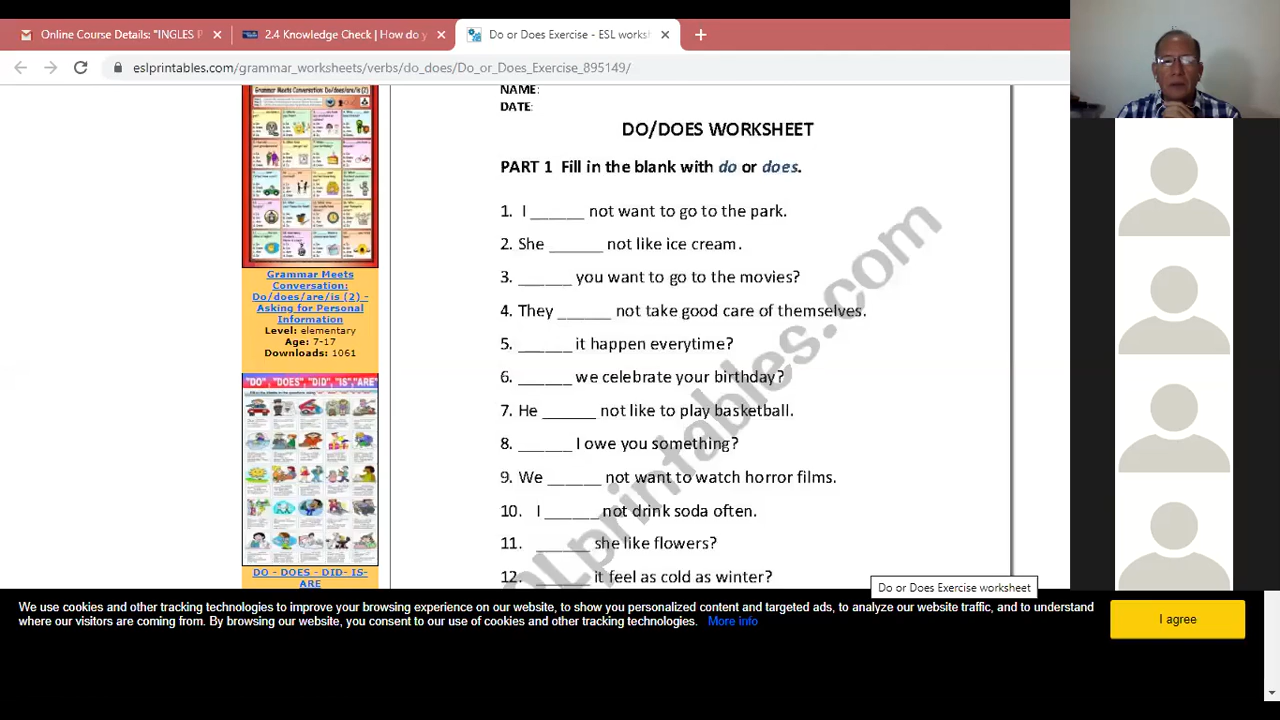 Online Course Details: "INGLES P
2.4 Knowledge Check | How do y
Do or Does Exercise - ESL worksh
eslprintables.com/grammar_worksheets/verbs/do_does/Do_or_Does_Exercise_895149/
Grammar Meets Conversation: Do/does/are/is (2)
Grammar Meets
Conversation:
Do/does/are/is (2) -
Asking for Personal
Information
Level: elementary
Age: 7-17
Downloads: 1061
"DO", "DOES", "DID", "IS", "ARE"
DO - DOES - DID- IS-
ARE
NAME:
DATE:
DO/DOES WORKSHEET
PART 1 Fill in the blank with do or does.
1. I ______ not want to go to the park.
2. She ______ not like ice cream.
3. ______ you want to go to the movies?
4. They ______ not take good care of themselves.
5. ______ it happen everytime?
6. ______ we celebrate your birthday?
7. He ______ not like to play basketball.
8. ______ I owe you something?
9. We ______ not want to watch horror films.
10. I ______ not drink soda often.
11. ______ she like flowers?
12. ______ it feel as cold as winter?
Do or Does Exercise worksheet
We use cookies and other tracking technologies to improve your browsing experience on our website, to show you personalized content and targeted ads, to analyze our website traffic, and to understand
where our visitors are coming from. By browsing our website, you consent to our use of cookies and other tracking technologies. More info
I agree